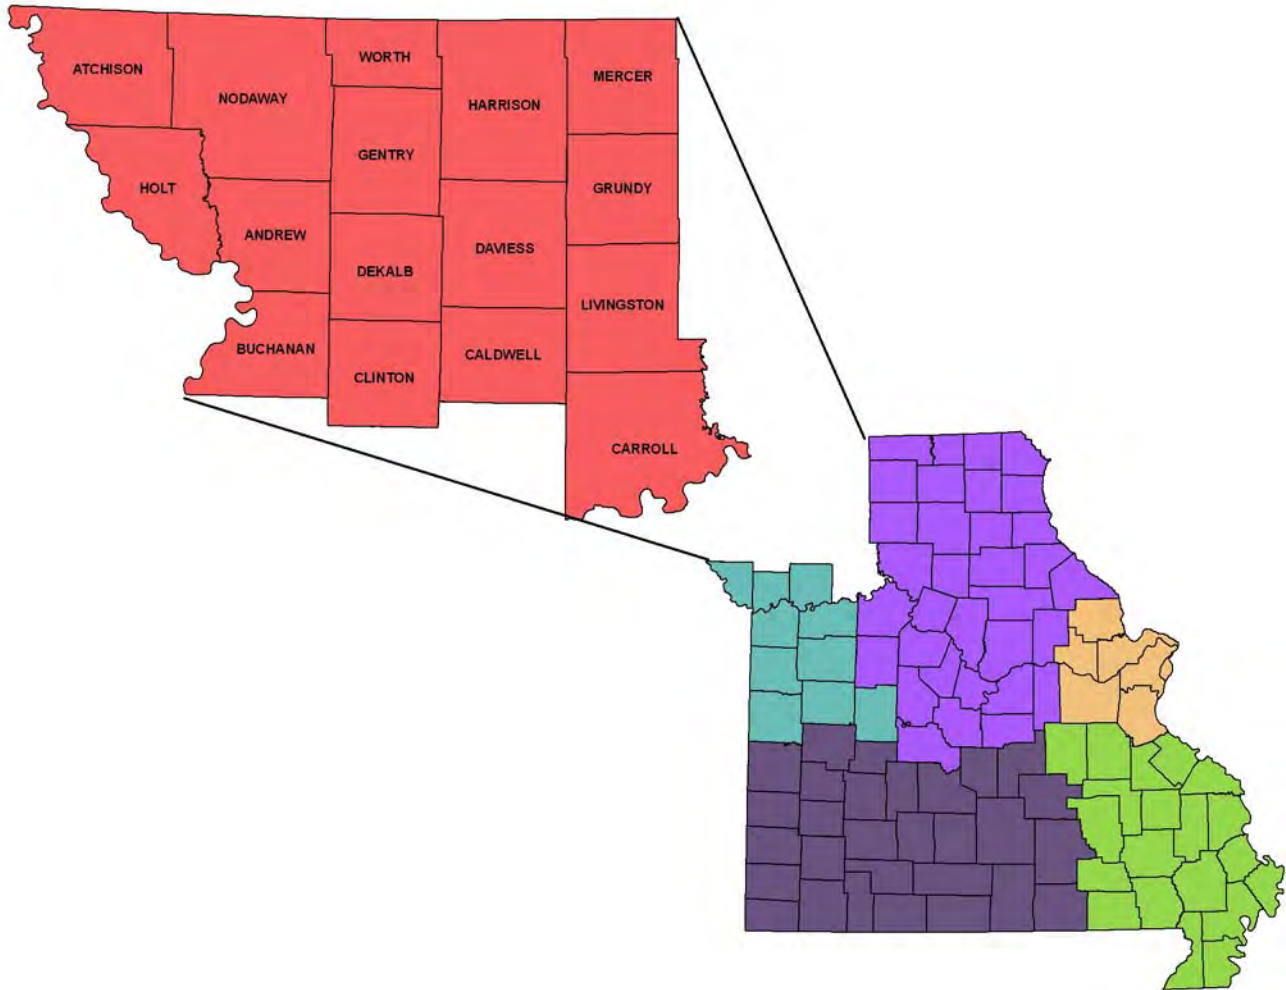 WORTH
ATCHISON
MERCER
NODAWAY
HARRISON
GENTRY
HOLT
GRUNDY
ANDREW
DAVIESS
DEKALB
LIVINGSTON
BUCHANAN
CALDWELL
CLINTON
CARROLL